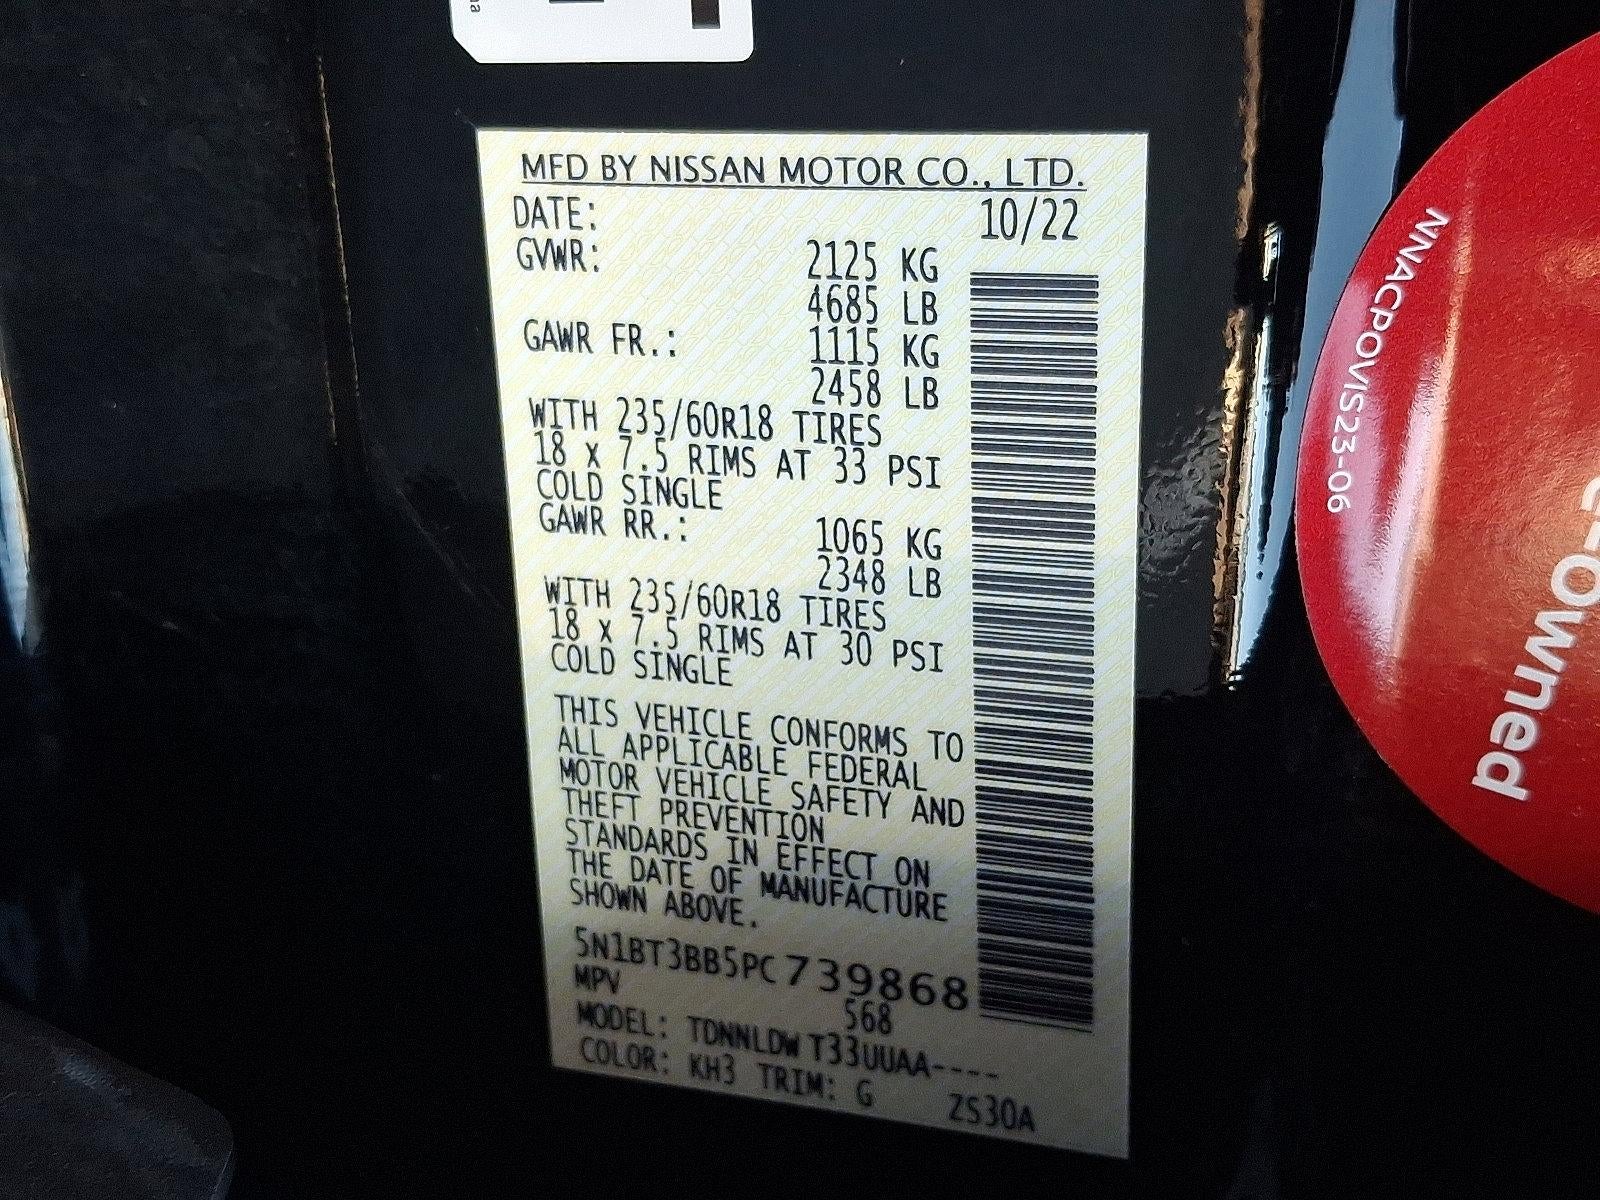 MFD BY NISSAN MOTOR CO., LTD.
DATE: 10/22
GVWR: 2125 KG
4685 LB
GAWR FR.: 1115 KG
2458 LB
WITH 235/60R18 TIRES
18 x 7.5 RIMS AT 33 PSI
COLD SINGLE
GAWR RR.: 1065 KG
2348 LB
WITH 235/60R18 TIRES
18 x 7.5 RIMS AT 30 PSI
COLD SINGLE
THIS VEHICLE CONFORMS TO
ALL APPLICABLE FEDERAL
MOTOR VEHICLE SAFETY AND
THEFT PREVENTION
STANDARDS IN EFFECT ON
THE DATE OF MANUFACTURE
SHOWN ABOVE.
5N1BT3BB5PC739868
MPV 568
MODEL: TDNNLDW T33UUAA----
COLOR: KH3 TRIM: G ZS30A
NNACPOVIS23-06
Owned